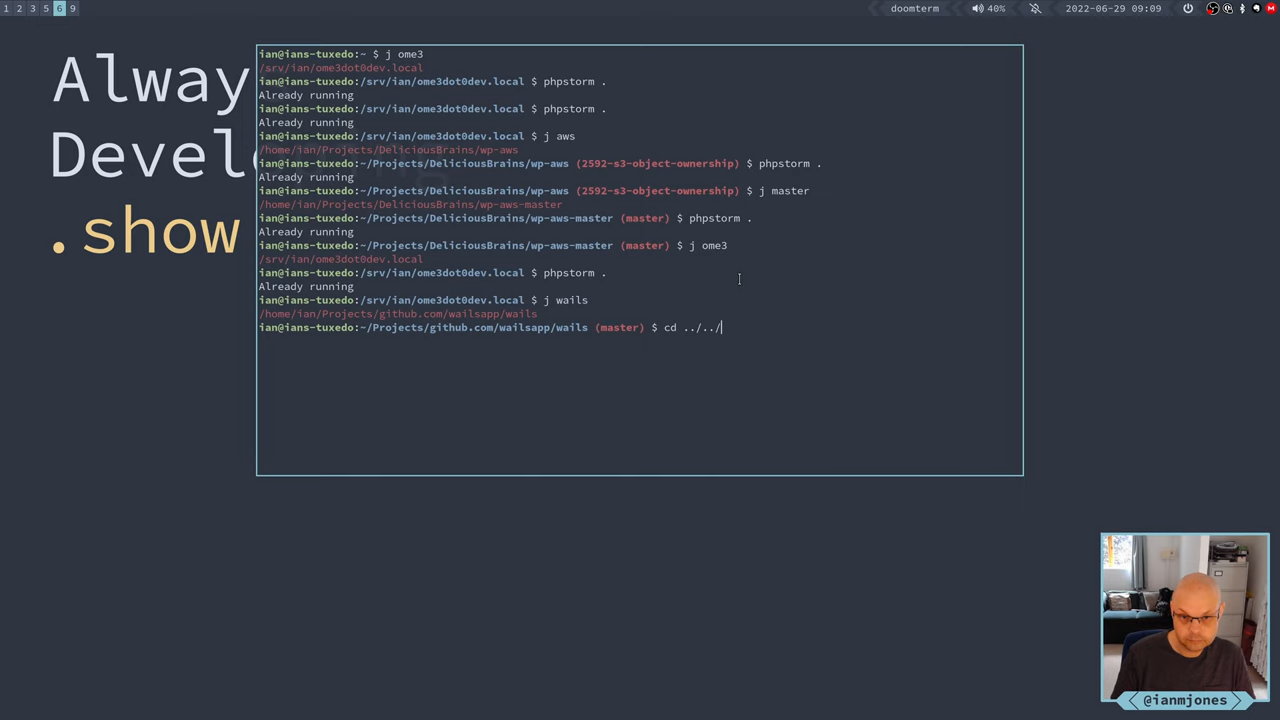 1 2 3 5 6 9
doomterm
40%
2022-06-29 09:09
Alway
Devel
.show
ian@ians-tuxedo:~ $ j ome3
/srv/ian/ome3dot0dev.local
ian@ians-tuxedo:/srv/ian/ome3dot0dev.local $ phpstorm .
Already running
ian@ians-tuxedo:/srv/ian/ome3dot0dev.local $ phpstorm .
Already running
ian@ians-tuxedo:/srv/ian/ome3dot0dev.local $ j aws
/home/ian/Projects/DeliciousBrains/wp-aws
ian@ians-tuxedo:~/Projects/DeliciousBrains/wp-aws (2592-s3-object-ownership) $ phpstorm .
Already running
ian@ians-tuxedo:~/Projects/DeliciousBrains/wp-aws (2592-s3-object-ownership) $ j master
/home/ian/Projects/DeliciousBrains/wp-aws-master
ian@ians-tuxedo:~/Projects/DeliciousBrains/wp-aws-master (master) $ phpstorm .
Already running
ian@ians-tuxedo:~/Projects/DeliciousBrains/wp-aws-master (master) $ j ome3
/srv/ian/ome3dot0dev.local
ian@ians-tuxedo:/srv/ian/ome3dot0dev.local $ phpstorm .
Already running
ian@ians-tuxedo:/srv/ian/ome3dot0dev.local $ j wails
/home/ian/Projects/github.com/wailsapp/wails
ian@ians-tuxedo:~/Projects/github.com/wailsapp/wails (master) $ cd ../../
@ianmjones